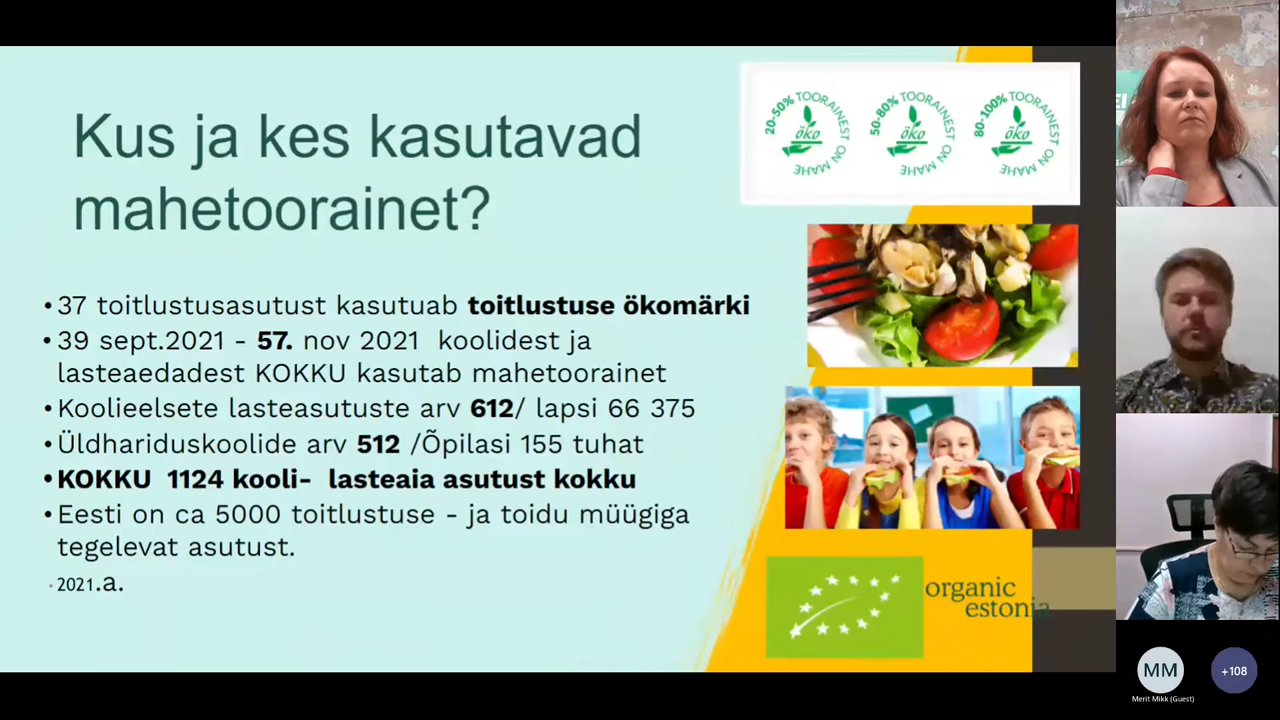 Kus ja kes kasutavad
mahetoorainet?
• 37 toitlustusasutust kasutuab toitlustuse ökomärki
• 39 sept.2021 - 57. nov 2021 koolidest ja
lasteaedadest KOKKU kasutab mahetoorainet
• Koolieelsete lasteasutuste arv 612/ lapsi 66 375
• Üldhariduskoolide arv 512 /Õpilasi 155 tuhat
• KOKKU 1124 kooli- lasteaia asutust kokku
• Eesti on ca 5000 toitlustuse - ja toidu müügiga
tegelevat asutust.
• 2021.a.
20-50% TOORAINEST ON MAHE
öko
50-80% TOORAINEST ON MAHE
öko
80-100% TOORAINEST ON MAHE
öko
organic
estonia
EI
MM
+108
Merit Mikk (Guest)